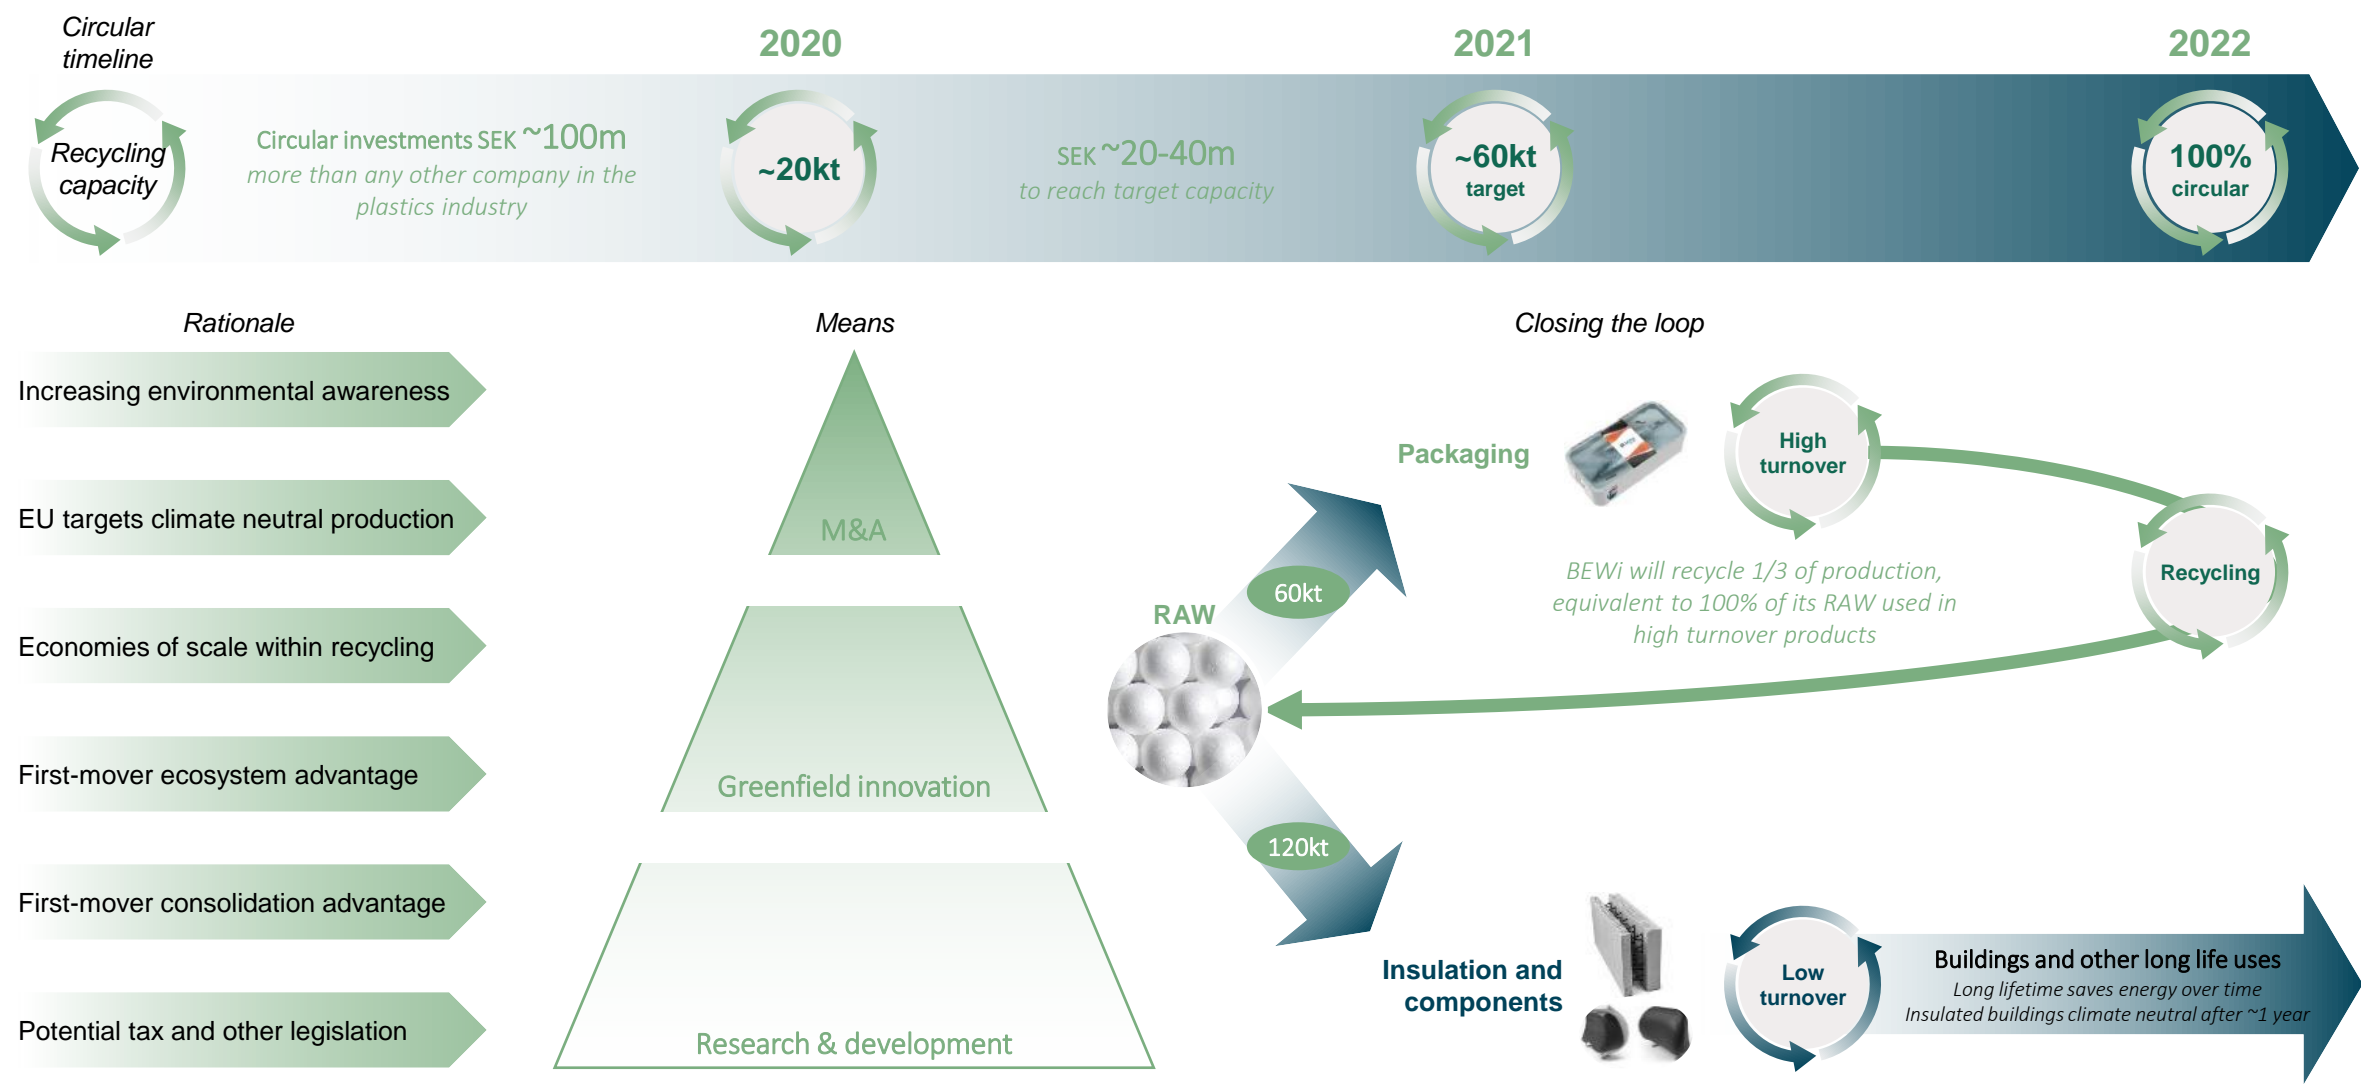 Circular
timeline
2020
2021
2022
Recycling
capacity
Circular investments SEK ~100m
more than any other company in the
plastics industry
~20kt
SEK ~20-40m
to reach target capacity
~60kt
target
100%
circular
Rationale
Increasing environmental awareness
EU targets climate neutral production
Economies of scale within recycling
First-mover ecosystem advantage
First-mover consolidation advantage
Potential tax and other legislation
Means
M&A
Greenfield innovation
Research & development
Closing the loop
Packaging
High
turnover
Recycling
BEWi will recycle 1/3 of production,
equivalent to 100% of its RAW used in
high turnover products
60kt
RAW
120kt
Insulation and
components
Low
turnover
Buildings and other long life uses
Long lifetime saves energy over time
Insulated buildings climate neutral after ~1 year